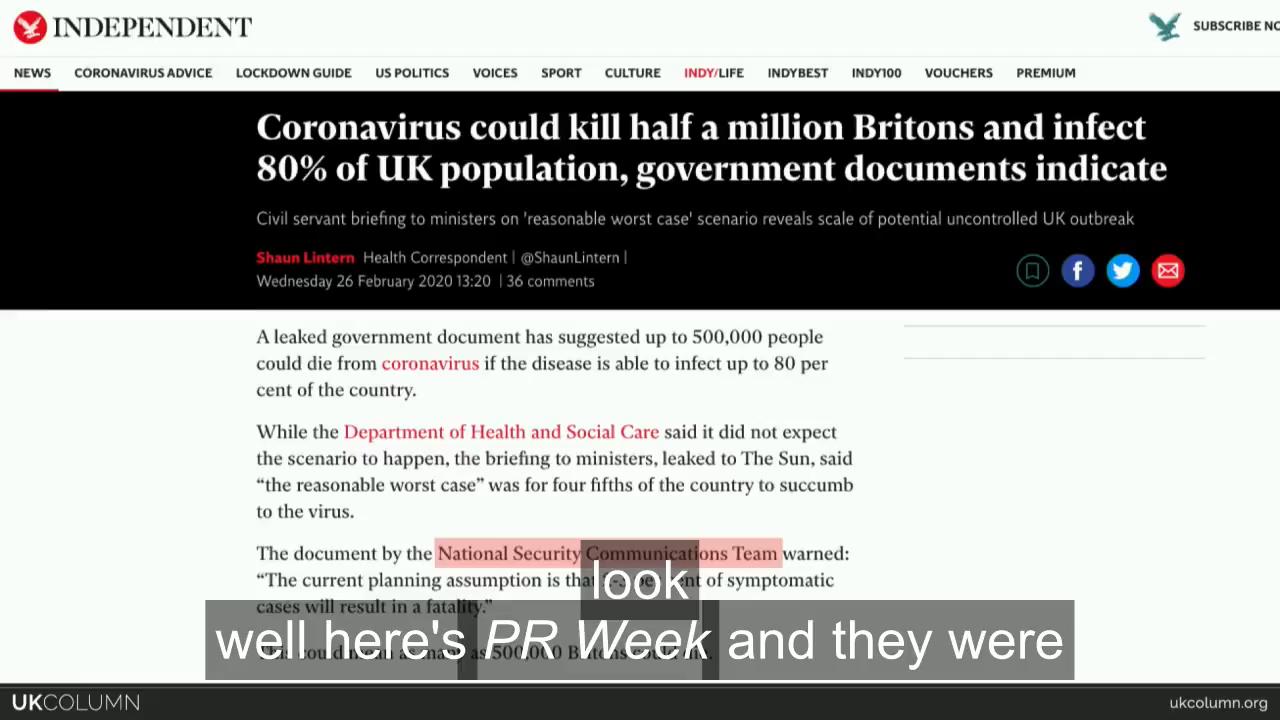 INDEPENDENT
SUBSCRIBE NO
NEWS CORONAVIRUS ADVICE LOCKDOWN GUIDE US POLITICS VOICES SPORT CULTURE INDY/LIFE INDYBEST INDY100 VOUCHERS PREMIUM
Coronavirus could kill half a million Britons and infect
80% of UK population, government documents indicate
Civil servant briefing to ministers on 'reasonable worst case' scenario reveals scale of potential uncontrolled UK outbreak
Shaun Lintern Health Correspondent | @ShaunLintern |
Wednesday 26 February 2020 13:20 | 36 comments
A leaked government document has suggested up to 500,000 people
could die from coronavirus if the disease is able to infect up to 80 per
cent of the country.
While the Department of Health and Social Care said it did not expect
the scenario to happen, the briefing to ministers, leaked to The Sun, said
“the reasonable worst case” was for four fifths of the country to succumb
to the virus.
The document by the National Security Communications Team warned:
“The current planning assumption is that of symptomatic
cases will result in a fatality.”
look
well here's PR Week and they were
UKCOLUMN
ukcolumn.org